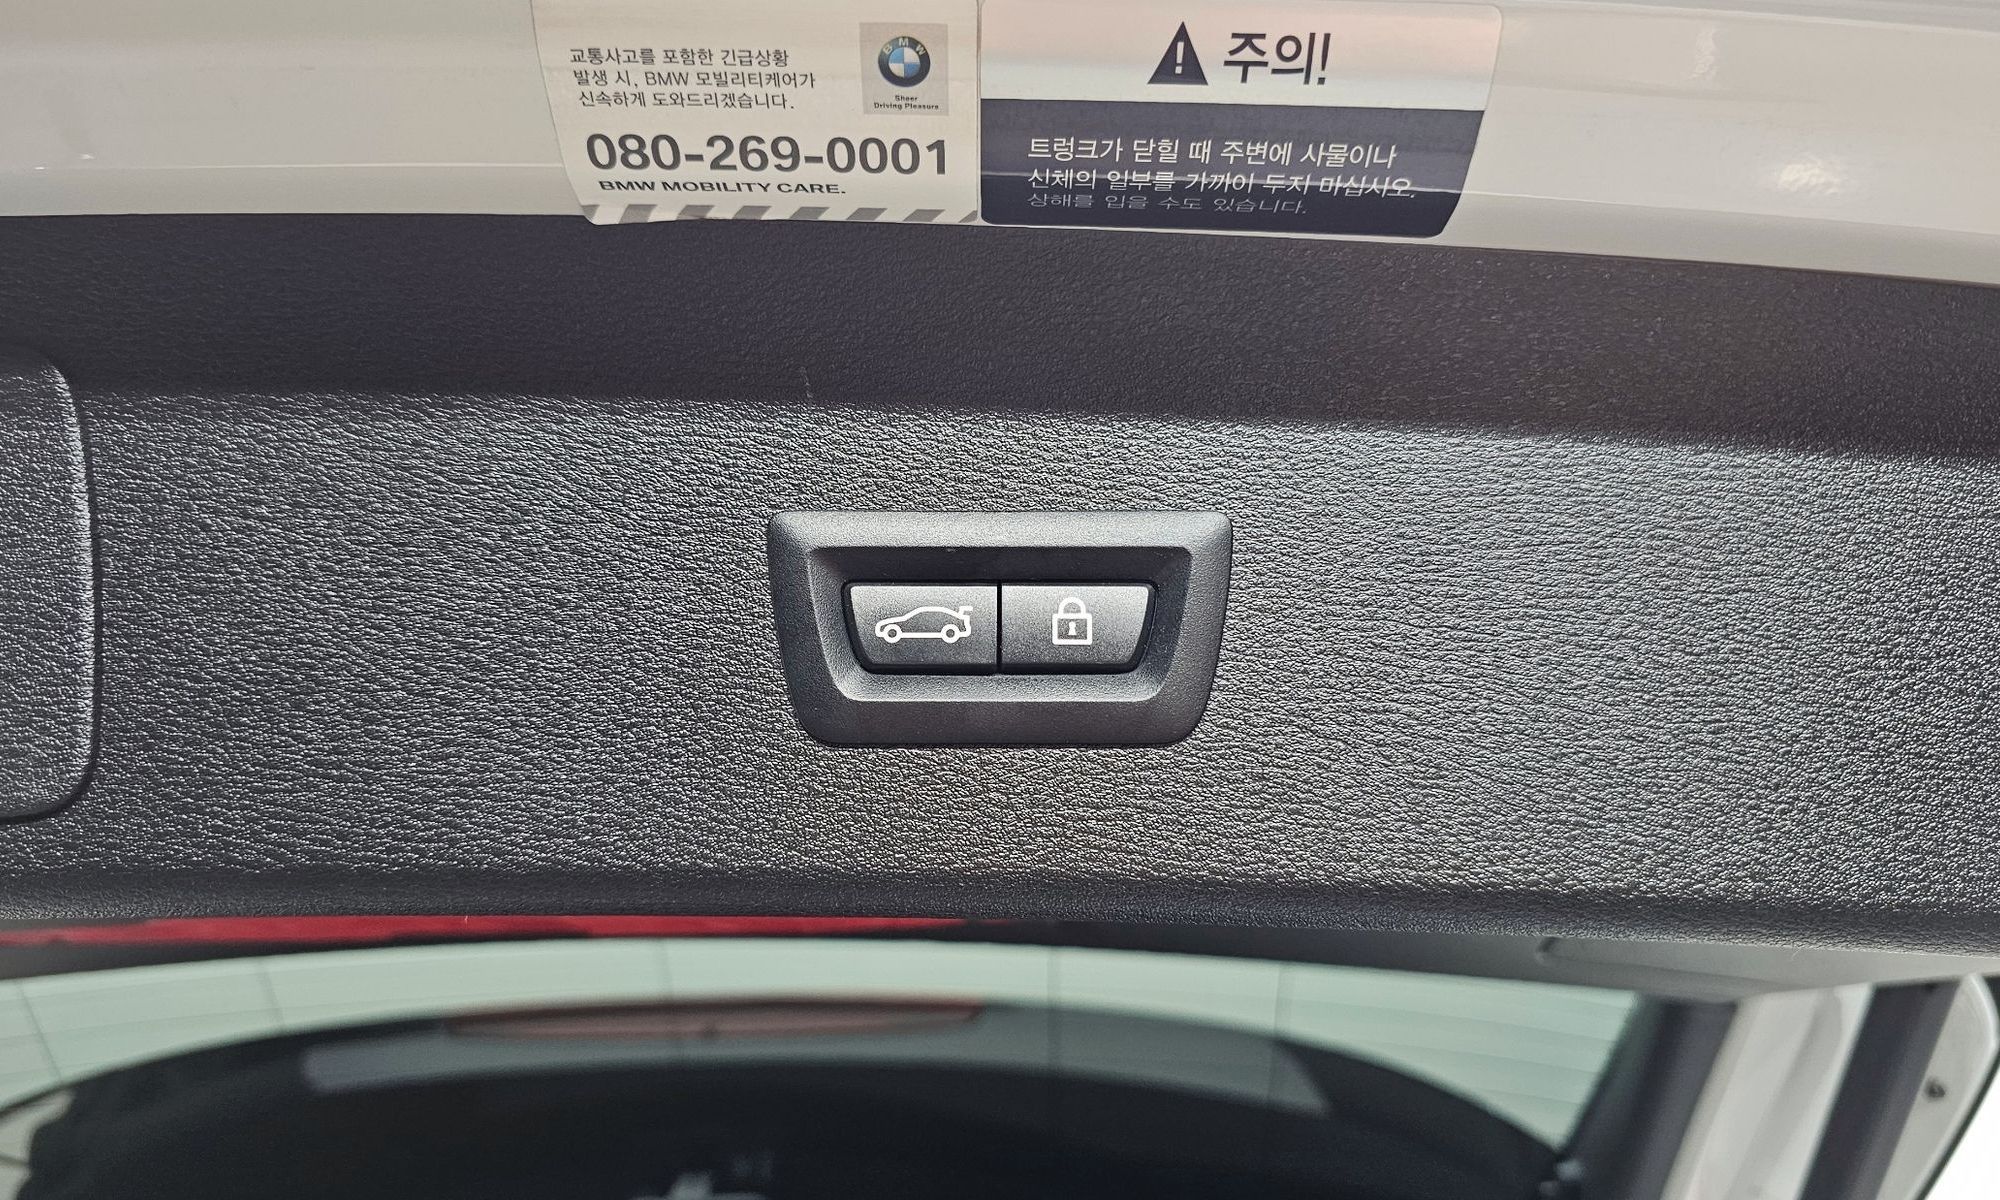 교통사고를 포함한 긴급상황
발생 시, BMW 모빌리티케어가
신속하게 도와드리겠습니다.
BMW
Sheer
Driving Pleasure
080-269-0001
BMW MOBILITY CARE.
주의!
트렁크가 닫힐 때 주변에 사물이나
신체의 일부를 가까이 두지 마십시오.
상해를 입을 수도 있습니다.